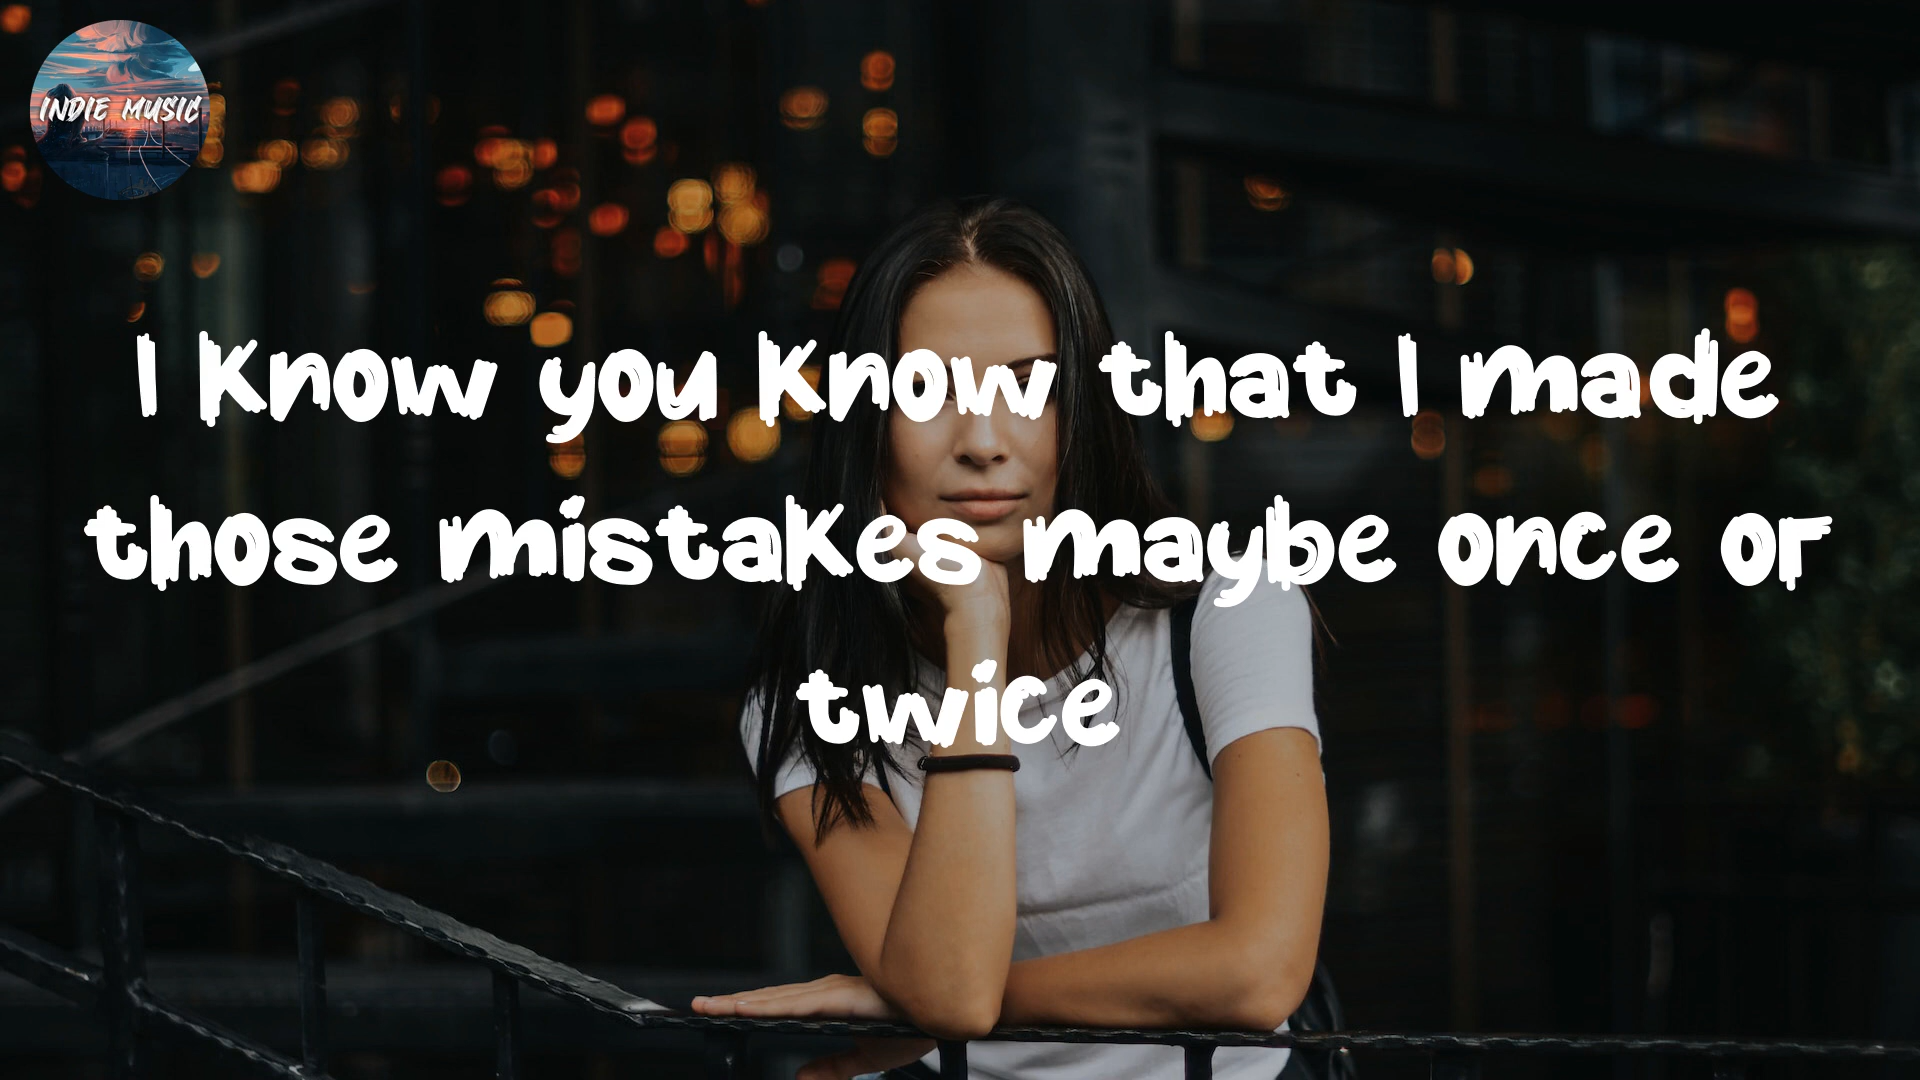 INDIE MUSIC
I know you know that I made
those mistakes maybe once or
twice